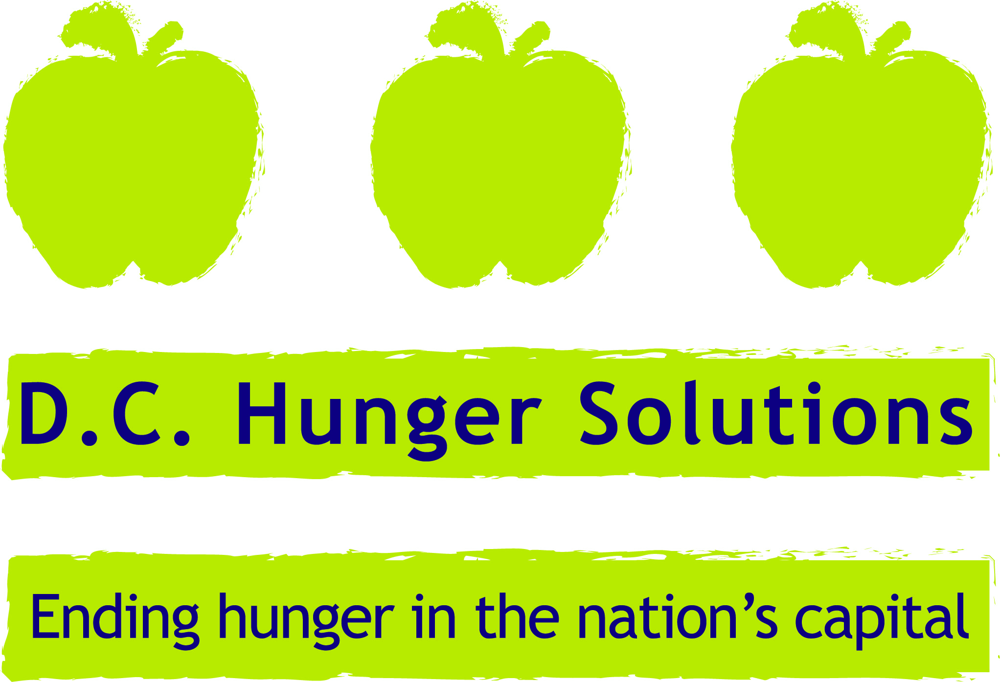 D.C. Hunger Solutions
Ending hunger in the nation’s capital